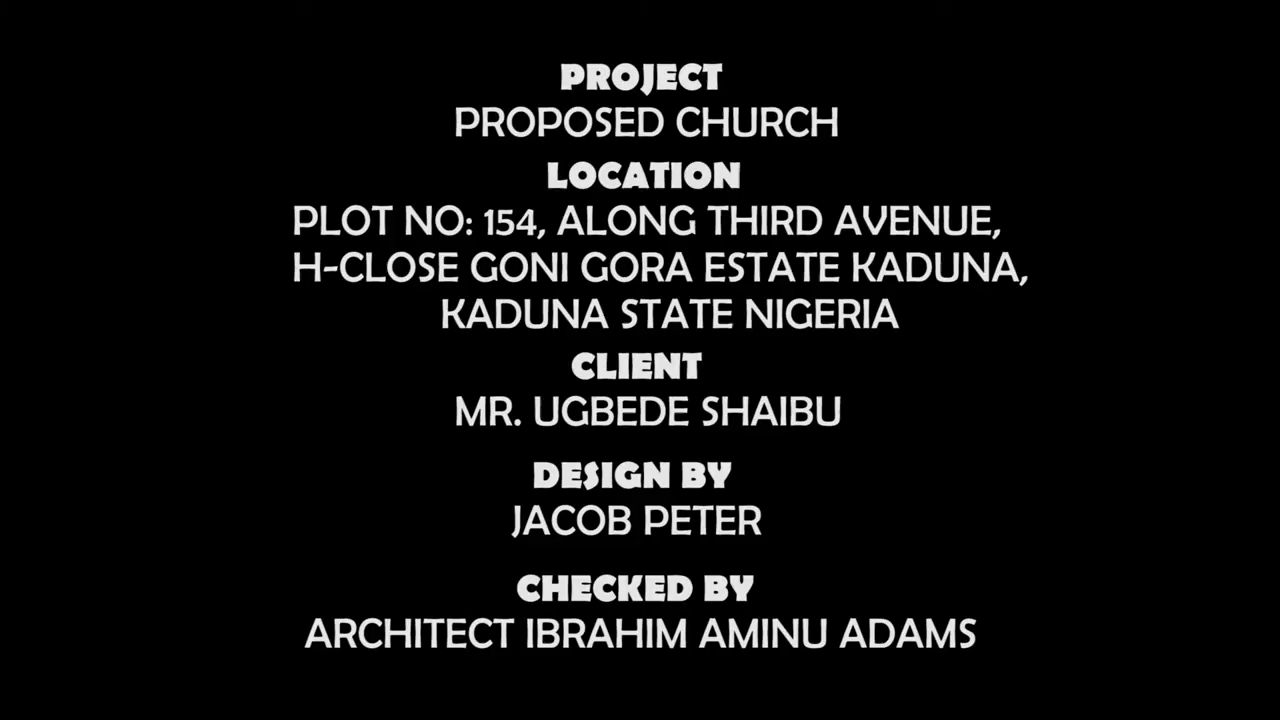 PROJECT
PROPOSED CHURCH
LOCATION
PLOT NO: 154, ALONG THIRD AVENUE,
H-CLOSE GONI GORA ESTATE KADUNA,
KADUNA STATE NIGERIA
CLIENT
MR. UGBEDE SHAIBU
DESIGN BY
JACOB PETER
CHECKED BY
ARCHITECT IBRAHIM AMINU ADAMS